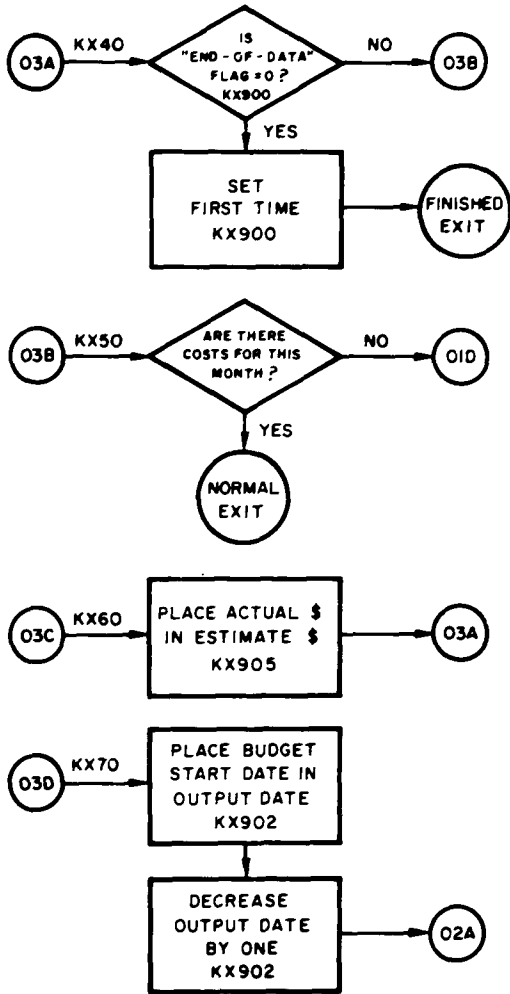 03A
KX40
IS
"END-OF-DATA"
FLAG=0?
KX900
NO
03B
YES
SET
FIRST TIME
KX900
FINISHED
EXIT
03B
KX50
ARE THERE
COSTS FOR THIS
MONTH?
NO
01D
YES
NORMAL
EXIT
03C
KX60
PLACE ACTUAL $
IN ESTIMATE $
KX905
03A
03D
KX70
PLACE BUDGET
START DATE IN
OUTPUT DATE
KX902
DECREASE
OUTPUT DATE
BY ONE
KX902
02A